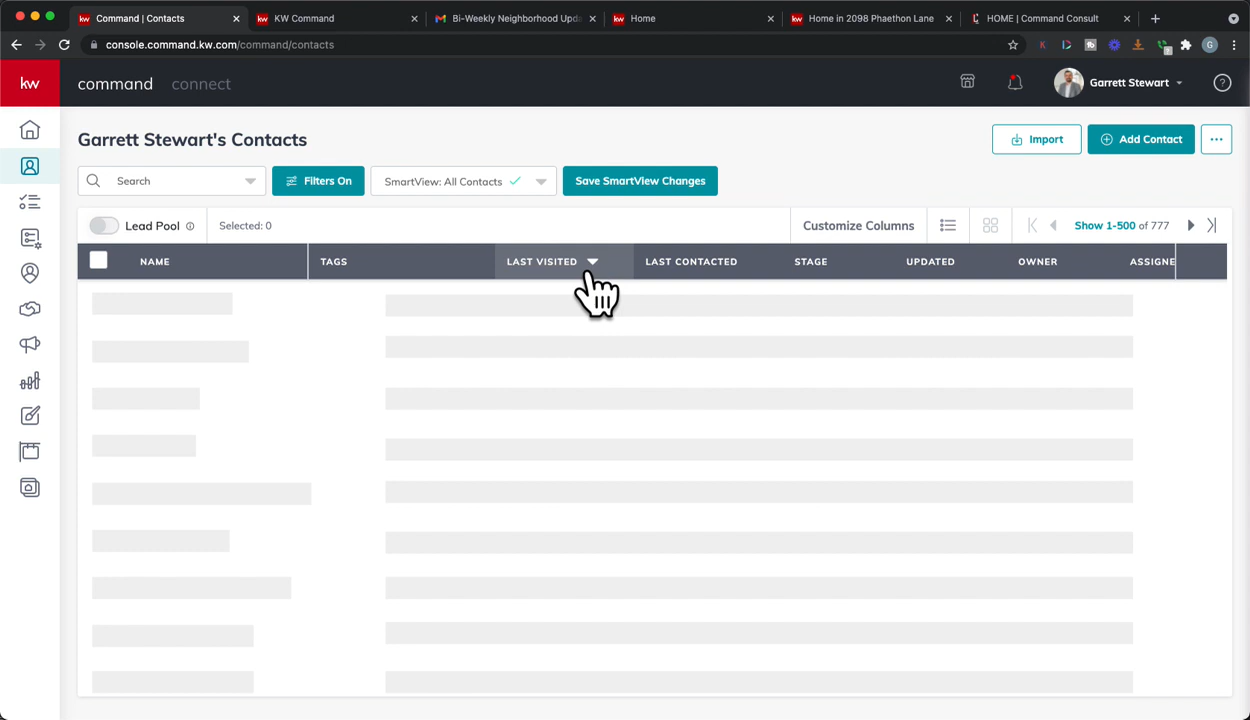 Command | Contacts
KW Command
Bi-Weekly Neighborhood Upda
Home
Home in 2098 Phaethon Lane
HOME | Command Consult
console.command.kw.com/command/contacts
kw
command
connect
Garrett Stewart
Garrett Stewart's Contacts
Import
Add Contact
Search
Filters On
SmartView: All Contacts
Save SmartView Changes
Lead Pool
Selected: 0
Customize Columns
Show 1-500 of 777
NAME
TAGS
LAST VISITED
LAST CONTACTED
STAGE
UPDATED
OWNER
ASSIGNE